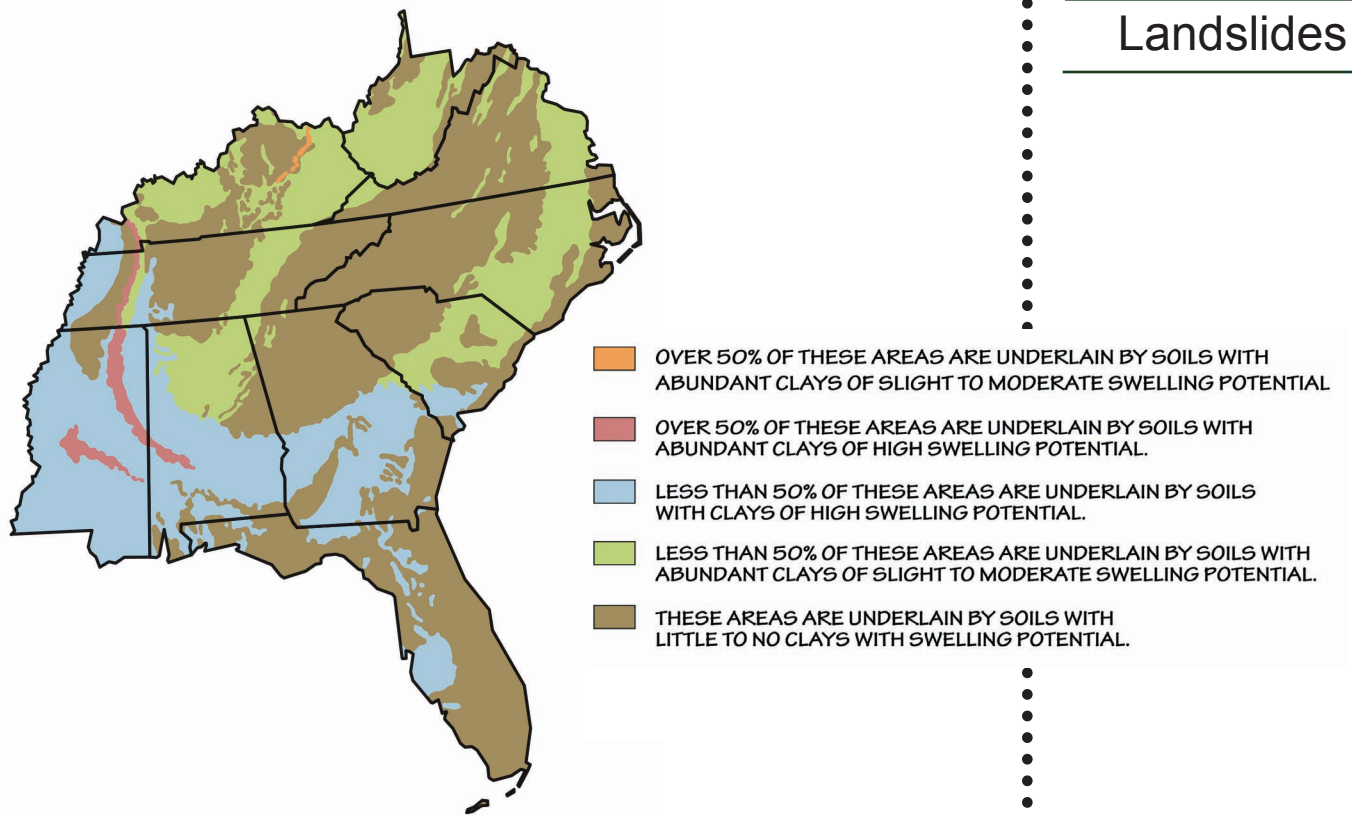 Landslides
OVER 50% OF THESE AREAS ARE UNDERLAIN BY SOILS WITH
ABUNDANT CLAYS OF SLIGHT TO MODERATE SWELLING POTENTIAL
OVER 50% OF THESE AREAS ARE UNDERLAIN BY SOILS WITH
ABUNDANT CLAYS OF HIGH SWELLING POTENTIAL.
LESS THAN 50% OF THESE AREAS ARE UNDERLAIN BY SOILS
WITH CLAYS OF HIGH SWELLING POTENTIAL.
LESS THAN 50% OF THESE AREAS ARE UNDERLAIN BY SOILS WITH
ABUNDANT CLAYS OF SLIGHT TO MODERATE SWELLING POTENTIAL.
THESE AREAS ARE UNDERLAIN BY SOILS WITH
LITTLE TO NO CLAYS WITH SWELLING POTENTIAL.